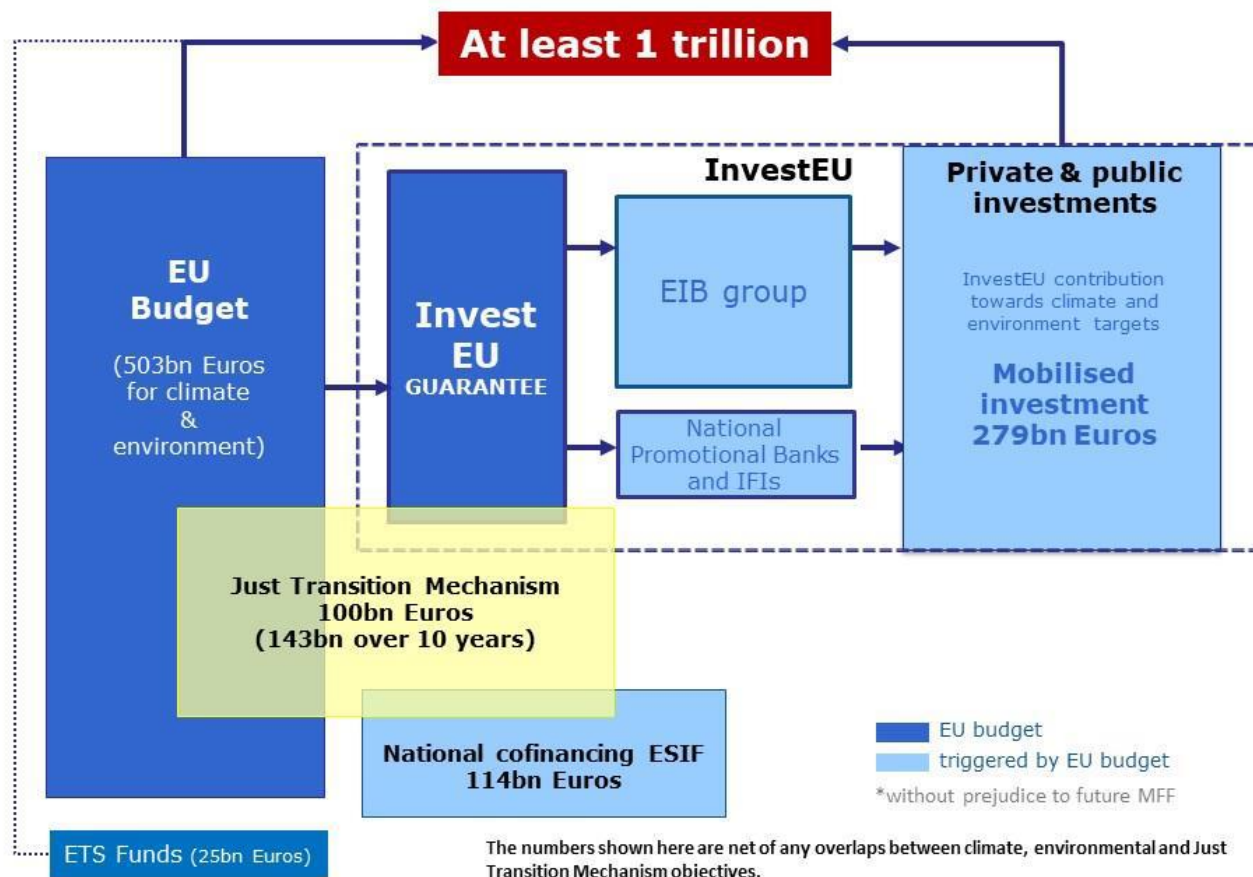 At least 1 trillion
EU
Budget
(503bn Euros
for climate
&
environment)
Invest
EU
GUARANTEE
InvestEU
EIB group
National
Promotional Banks
and IFIs
Private & public
investments
InvestEU contribution
towards climate and
environment targets
Mobilised
investment
279bn Euros
Just Transition Mechanism
100bn Euros
(143bn over 10 years)
National cofinancing ESIF
114bn Euros
EU budget
triggered by EU budget
*without prejudice to future MFF
ETS Funds (25bn Euros)
The numbers shown here are net of any overlaps between climate, environmental and Just
Transition Mechanism objectives.